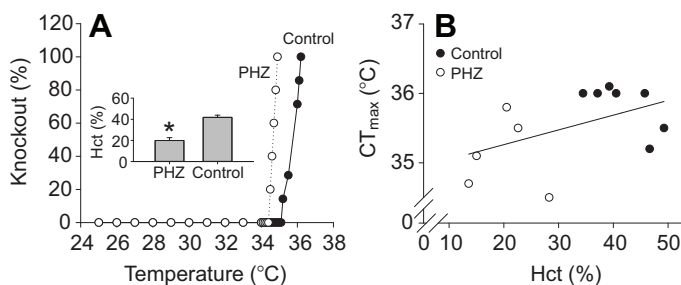 A
B
Knockout (%)
120
100
80
60
40
20
0
24 26 28 30 32 34 36 38
Temperature (°C)
PHZ
Control
Hct (%)
60
40
20
0
*
PHZ Control
CTmax (°C)
37
36
35
0
0 10 20 30 40 50
Hct (%)
Control
PHZ